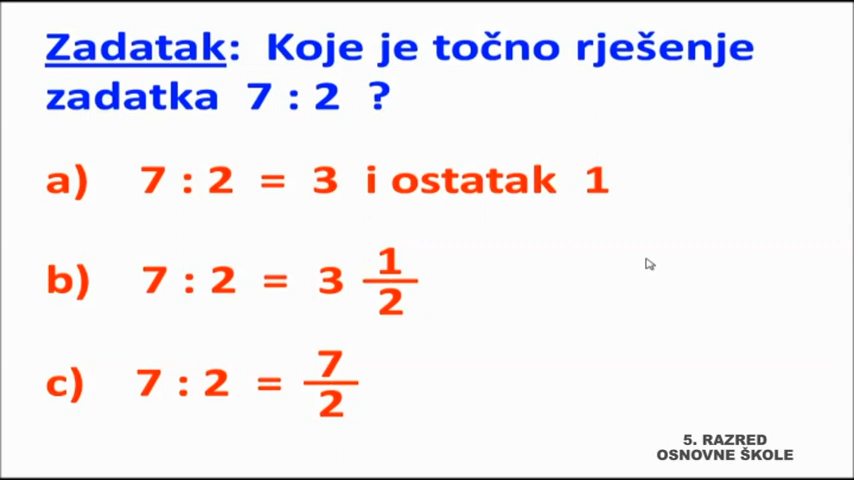 Zadatak: Koje je točno rješenje
zadatka 7 : 2 ?
a) 7 : 2 = 3 i ostatak 1
b) 7 : 2 = 3 1/2
c) 7 : 2 = 7/2
5. RAZRED
OSNOVNE ŠKOLE